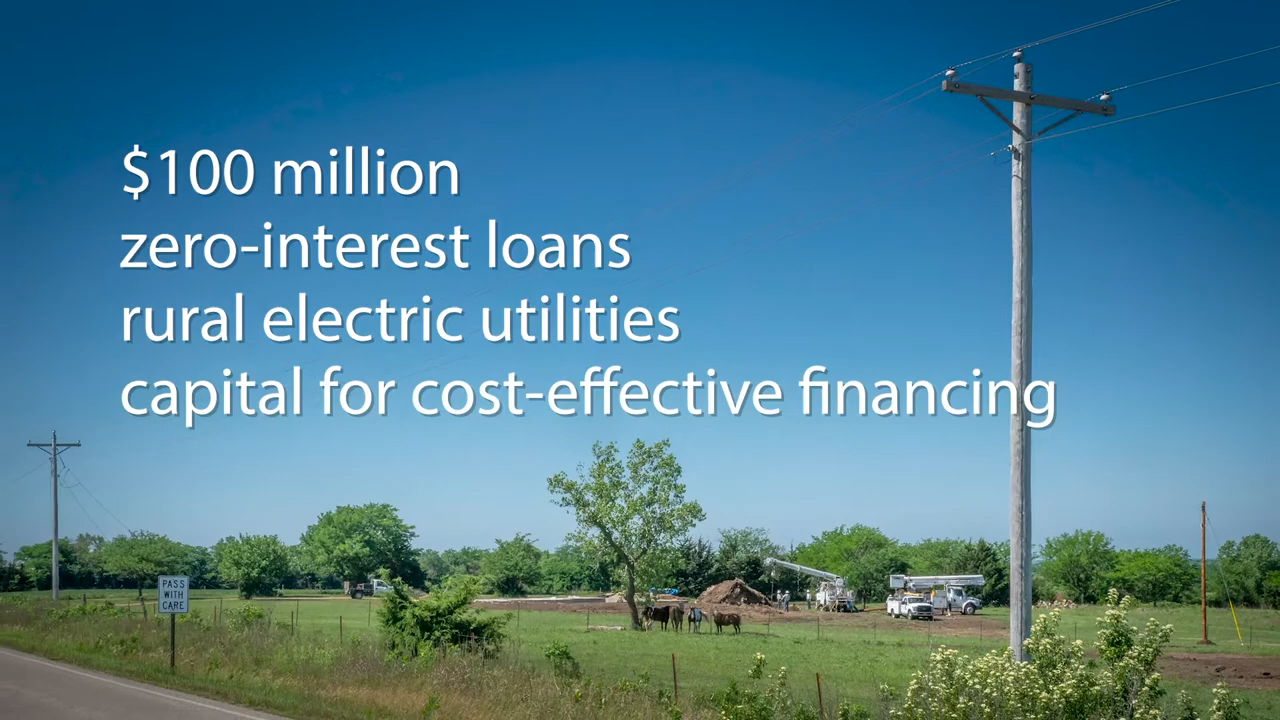 $100 million
zero-interest loans
rural electric utilities
capital for cost-effective financing
PASS
WITH
CARE